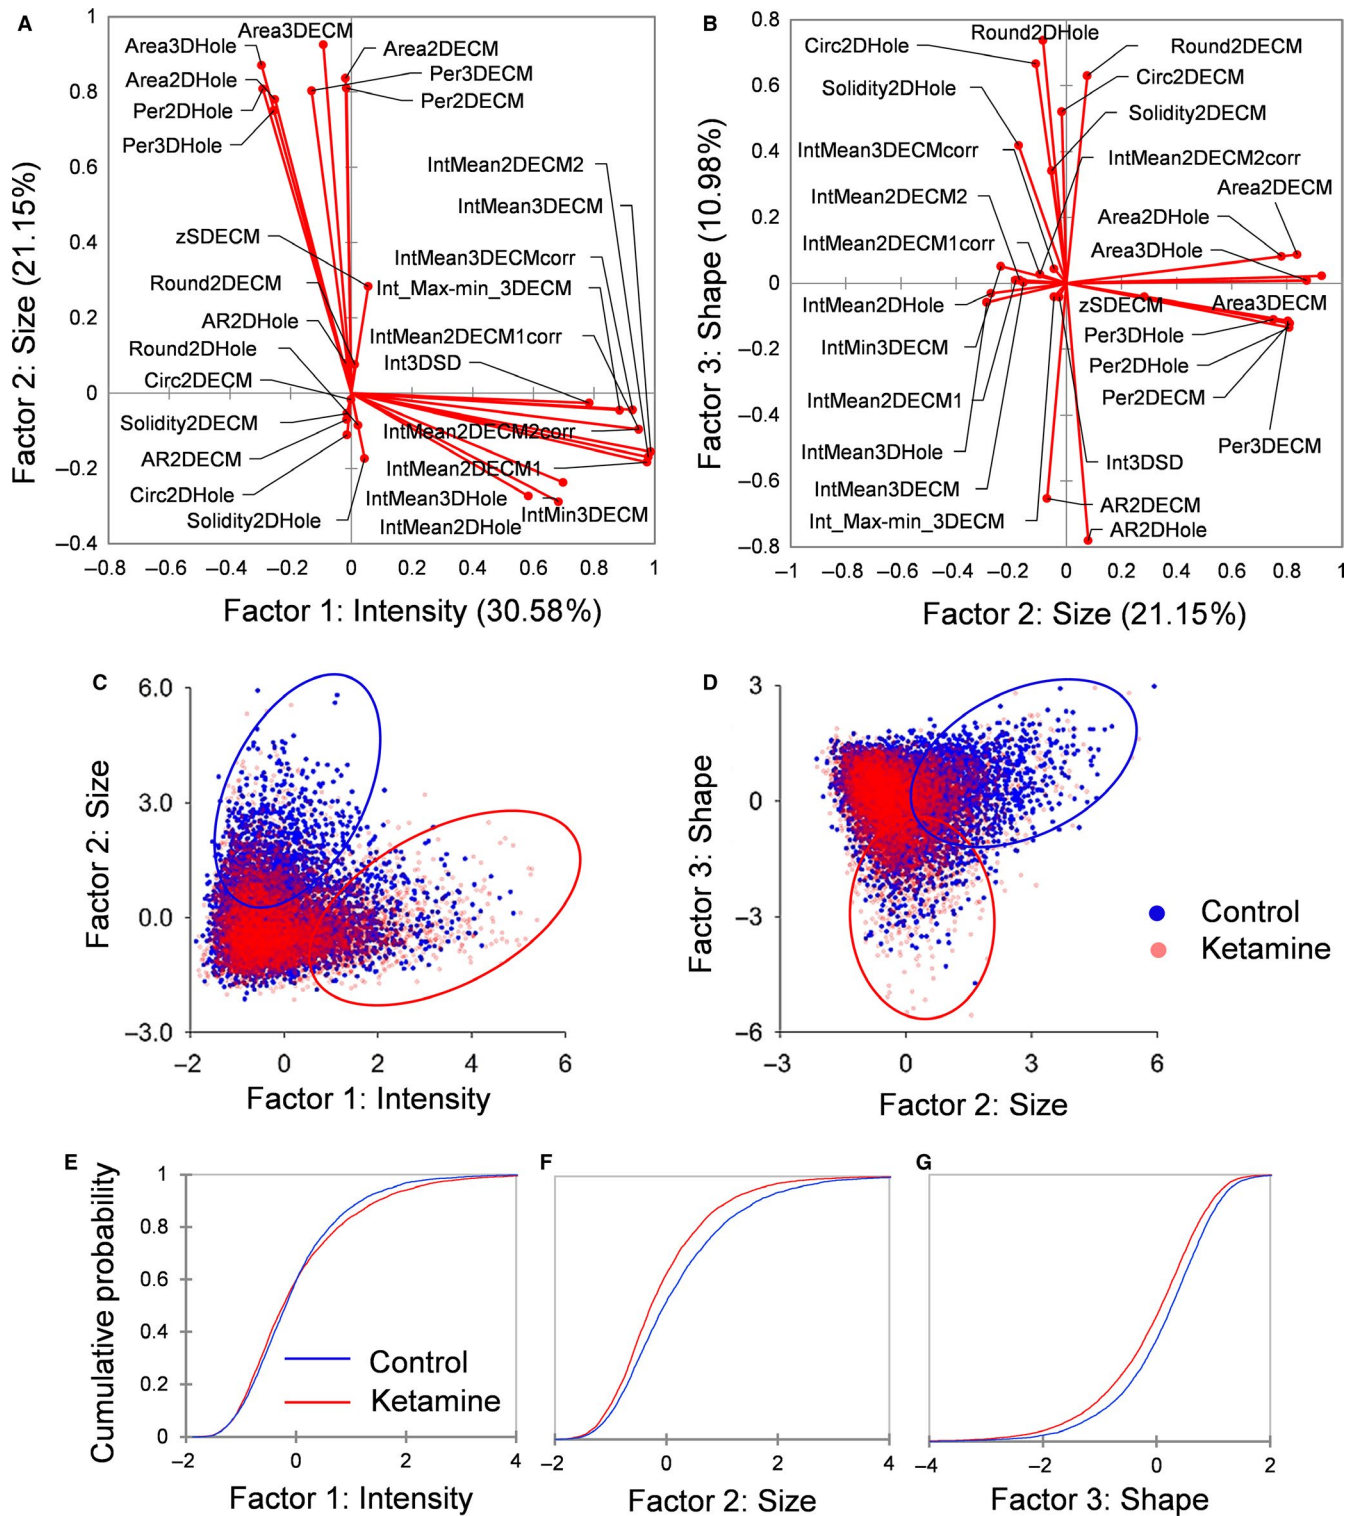 A
1
0.8
0.6
0.4
0.2
0
−0.2
−0.4
−0.8
−0.6
−0.4
−0.2
0
0.2
0.4
0.6
0.8
1
Factor 2: Size (21.15%)
Factor 1: Intensity (30.58%)
Area3DECM
Area3DHole
Area2DECM
Area2DHole
Per3DECM
Per2DHole
Per2DECM
Per3DHole
IntMean2DECM2
IntMean3DECM
zSDECM
IntMean3DECMcorr
Round2DECM
Int_Max-min_3DECM
AR2DHole
IntMean2DECM1corr
Round2DHole
Int3DSD
Circ2DECM
Solidity2DECM
IntMean2DECM2corr
AR2DECM
IntMean2DECM1
Circ2DHole
IntMean3DHole
Solidity2DHole
IntMin3DECM
IntMean2DHole
B
0.8
0.6
0.4
0.2
0
−0.2
−0.4
−0.6
−0.8
−1
−0.8
−0.6
−0.4
−0.2
0
0.2
0.4
0.6
0.8
1
Factor 3: Shape (10.98%)
Factor 2: Size (21.15%)
Round2DHole
Circ2DHole
Round2DECM
Circ2DECM
Solidity2DHole
Solidity2DECM
IntMean3DECMcorr
IntMean2DECM2corr
Area2DECM
IntMean2DECM2
Area2DHole
IntMean2DECM1corr
Area3DHole
IntMean2DHole
zSDECM
Area3DECM
Per3DHole
IntMin3DECM
Per2DHole
IntMean2DECM1
Per2DECM
IntMean3DHole
Per3DECM
Int3DSD
IntMean3DECM
AR2DECM
Int_Max-min_3DECM
AR2DHole
C
6.0
3.0
0.0
−3.0
−2
0
2
4
6
Factor 2: Size
Factor 1: Intensity
D
3
0
−3
−6
−3
0
3
6
Factor 3: Shape
Factor 2: Size
Control
Ketamine
E
1
0.8
0.6
0.4
0.2
0
−2
0
2
4
Cumulative probability
Control
Ketamine
Factor 1: Intensity
F
−2
0
2
4
Factor 2: Size
G
−4
−2
0
2
Factor 3: Shape